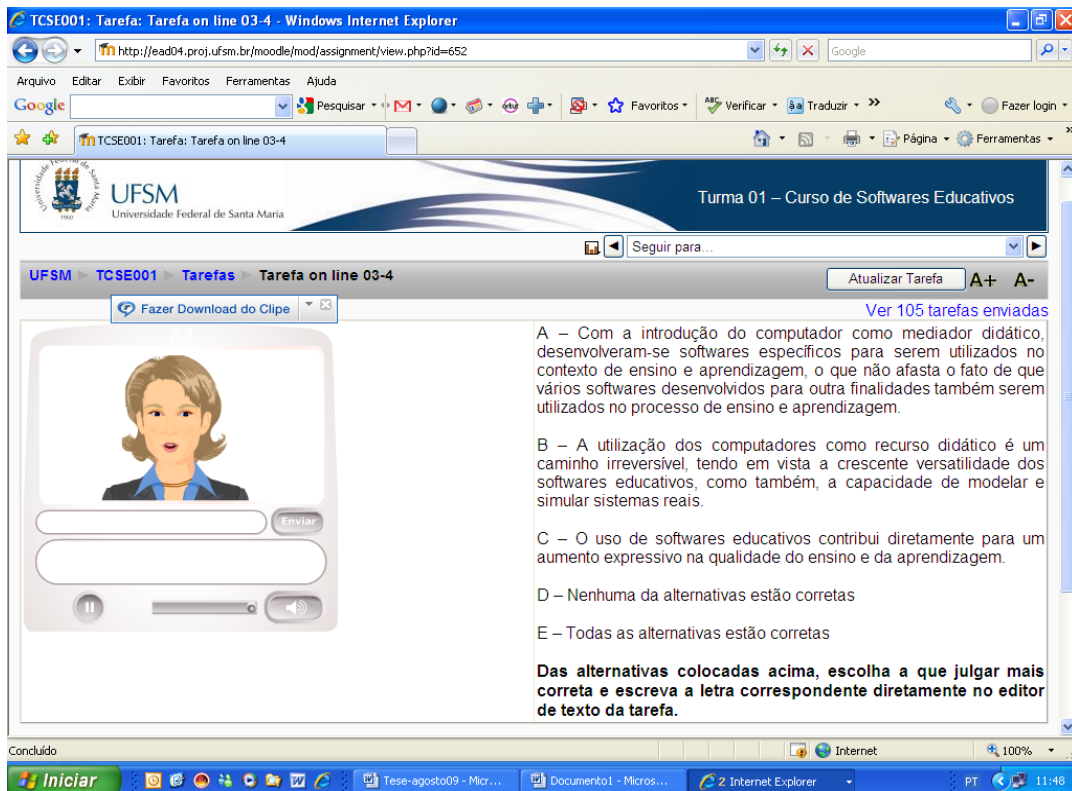 TCSE001: Tarefa: Tarefa on line 03-4 - Windows Internet Explorer
http://ead04.proj.ufsm.br/moodle/mod/assignment/view.php?id=652
Google
Arquivo Editar Exibir Favoritos Ferramentas Ajuda
Google Pesquisar Favoritos Verificar Traduzir Fazer login
TCSE001: Tarefa: Tarefa on line 03-4 Página Ferramentas
Universidade Federal de Santa Maria
1960
UFSM
Universidade Federal de Santa Maria
Turma 01 – Curso de Softwares Educativos
Seguir para...
UFSM TCSE001 Tarefas Tarefa on line 03-4 Atualizar Tarefa A+ A-
Fazer Download do Clipe
Ver 105 tarefas enviadas
Enviar
A – Com a introdução do computador como mediador didático,
desenvolveram-se softwares específicos para serem utilizados no
contexto de ensino e aprendizagem, o que não afasta o fato de que
vários softwares desenvolvidos para outra finalidades também serem
utilizados no processo de ensino e aprendizagem.
B – A utilização dos computadores como recurso didático é um
caminho irreversível, tendo em vista a crescente versatilidade dos
softwares educativos, como também, a capacidade de modelar e
simular sistemas reais.
C – O uso de softwares educativos contribui diretamente para um
aumento expressivo na qualidade do ensino e da aprendizagem.
D – Nenhuma da alternativas estão corretas
E – Todas as alternativas estão corretas
Das alternativas colocadas acima, escolha a que julgar mais
correta e escreva a letra correspondente diretamente no editor
de texto da tarefa.
Concluído Internet 100%
Iniciar Tese-agosto09 - Micr... Documento1 - Micros... 2 Internet Explorer PT 11:48